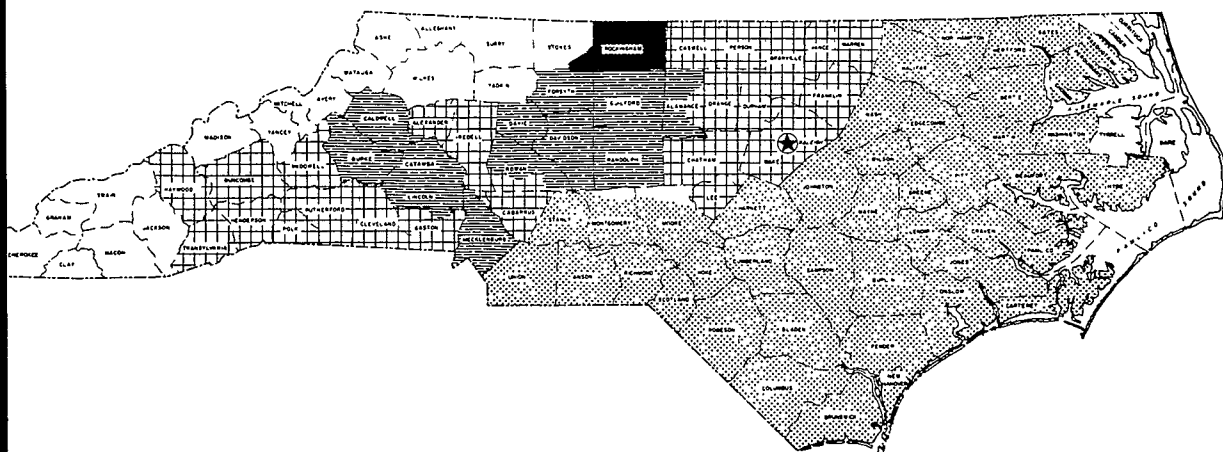 ALLEGHANY
ASHE
SURRY
STOKES
ROCKINGHAM
CASWELL
PERSON
GRANVILLE
VANCE
WARREN
NORTHAMPTON
GATES
HERTFORD
HALIFAX
WATAUGA
WILKES
YADKIN
FORSYTH
GUILFORD
ALAMANCE
ORANGE
DURHAM
FRANKLIN
NASH
BERTIE
ALBEMARLE SOUND
MITCHELL
AVERY
CALDWELL
ALEXANDER
IREDELL
DAVIE
DAVIDSON
RANDOLPH
CHATHAM
WAKE
RALEIGH
EDGECOMBE
MARTIN
WASHINGTON
TYRRELL
DARE
MADISON
YANCEY
BURKE
CATAWBA
ROWAN
WILSON
BEAUFORT
HYDE
HAYWOOD
BUNCOMBE
MCDOWELL
LINCOLN
CABARRUS
LEE
JOHNSTON
GREENE
SWAIN
GRAHAM
JACKSON
HENDERSON
POLK
RUTHERFORD
CLEVELAND
GASTON
MECKLENBURG
STANLY
MONTGOMERY
MOORE
HARNETT
WAYNE
LENOIR
CRAVEN
PAMLICO
PAMLICO SOUND
CHEROKEE
CLAY
MACON
TRANSYLVANIA
UNION
ANSON
RICHMOND
HOKE
CUMBERLAND
SAMPSON
DUPLIN
JONES
ONSLOW
CARTERET
SCOTLAND
ROBESON
BLADEN
PENDER
COLUMBUS
NEW
HANOVER
BRUNSWICK